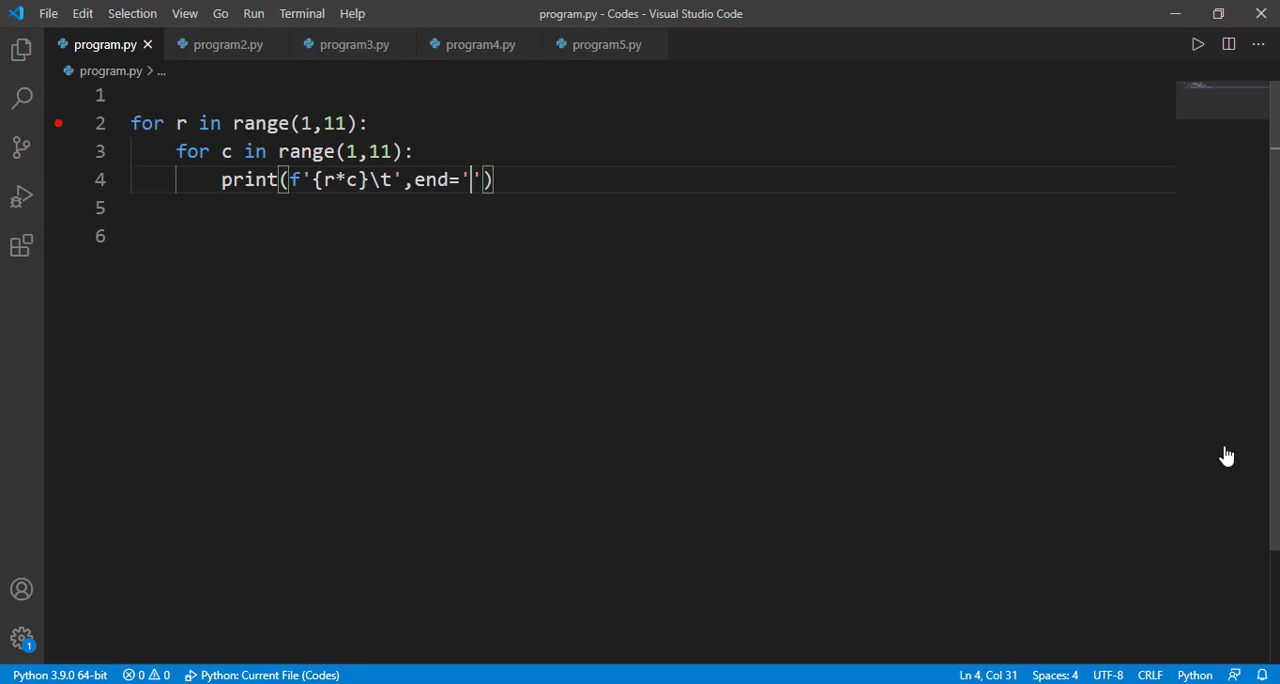 File Edit Selection View Go Run Terminal Help program.py - Codes - Visual Studio Code
program.py program2.py program3.py program4.py program5.py
program.py > ...
1
2 for r in range(1,11):
3 for c in range(1,11):
4 print(f'{r*c}\t',end='')
5
6
1
Python 3.9.0 64-bit 0 0 Python: Current File (Codes) Ln 4, Col 31 Spaces: 4 UTF-8 CRLF Python